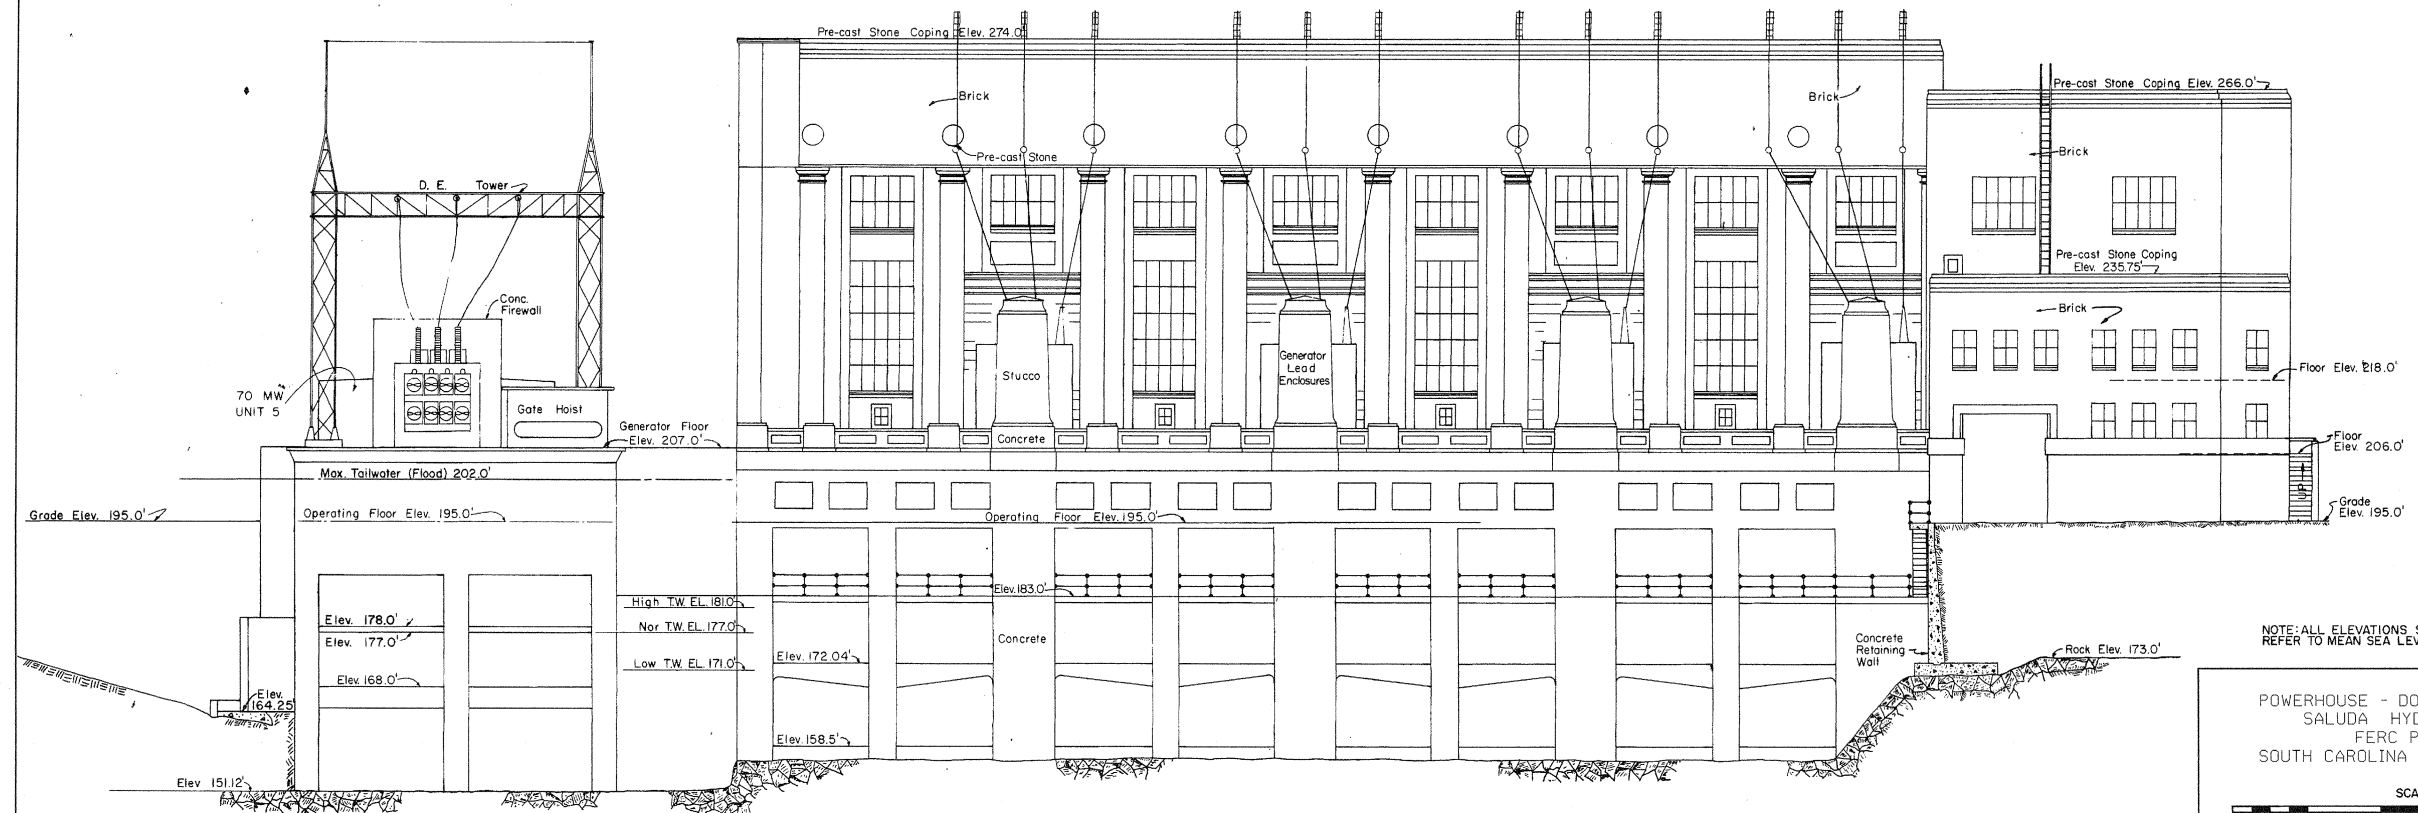 Pre-cast Stone Coping Elev. 274.0'
Pre-cast Stone Coping Elev. 266.0'
Brick
Brick
Pre-cast Stone
Brick
D. E. Tower
Pre-cast Stone Coping
Elev. 235.75'
Conc.
Firewall
Brick
Generator
Lead
Enclosures
Stucco
Floor Elev. 218.0'
70 MW
UNIT 5
Gate Hoist
Generator Floor
Elev. 207.0'
Concrete
Floor
Elev. 206.0'
Max. Tailwater (Flood) 202.0'
UP
Grade Elev. 195.0'
Operating Floor Elev. 195.0'
Operating Floor Elev. 195.0'
Grade
Elev. 195.0'
Elev. 183.0'
High T.W. EL. 181.0'
Elev. 178.0'
Nor T.W. EL. 177.0'
Elev. 177.0'
Concrete
Concrete
Retaining
Wall
NOTE: ALL ELEVATIONS
REFER TO MEAN SEA
Rock Elev. 173.0'
Elev. 172.04'
Low T.W. EL. 171.0'
Elev. 168.0'
Elev.
164.25'
POWERHOUSE -
SALUDA
FERC
SOUTH CAROLINA
Elev. 158.5'
Elev 151.12'